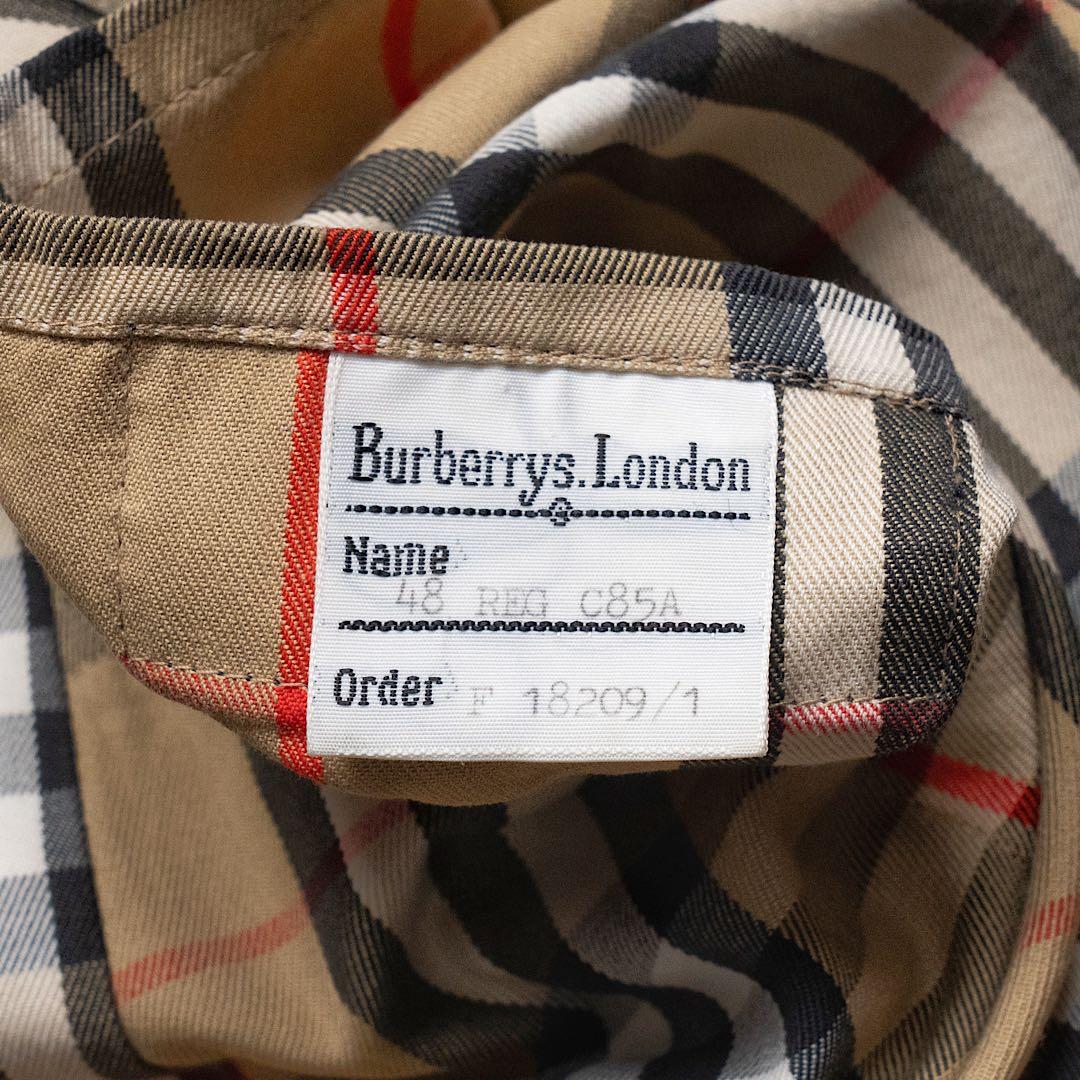 Burberrys. London
Name
48 REG C85A
Order F 18209/1